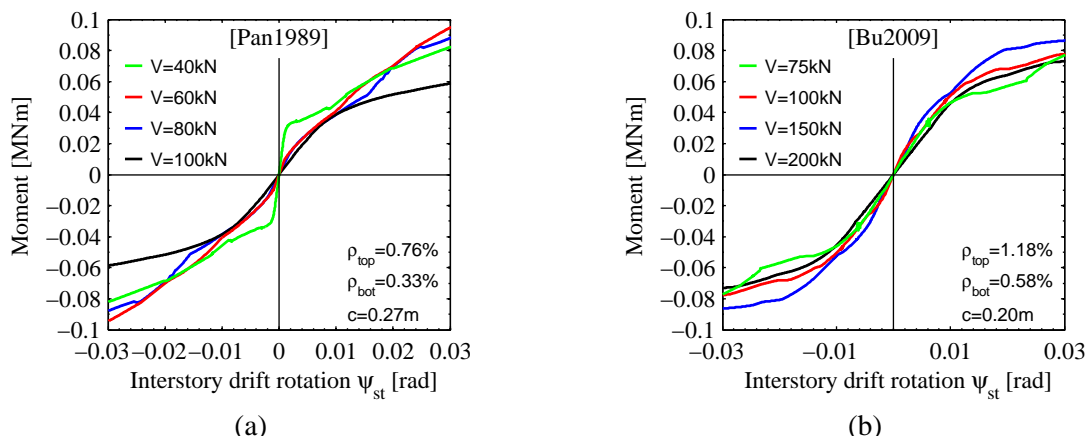 [Pan1989]
V=40kN
V=60kN
V=80kN
V=100kN
ρtop=0.76%
ρbot=0.33%
c=0.27m
Moment [MNm]
0.1
0.08
0.06
0.04
0.02
0
−0.02
−0.04
−0.06
−0.08
−0.1
−0.03 −0.02 −0.01 0 0.01 0.02 0.03
Interstory drift rotation ψst [rad]
(a)
[Bu2009]
V=75kN
V=100kN
V=150kN
V=200kN
ρtop=1.18%
ρbot=0.58%
c=0.20m
Moment [MNm]
0.1
0.08
0.06
0.04
0.02
0
−0.02
−0.04
−0.06
−0.08
−0.1
−0.03 −0.02 −0.01 0.01 0.02 0.03
Interstory drift rotation ψst [rad]
(b)